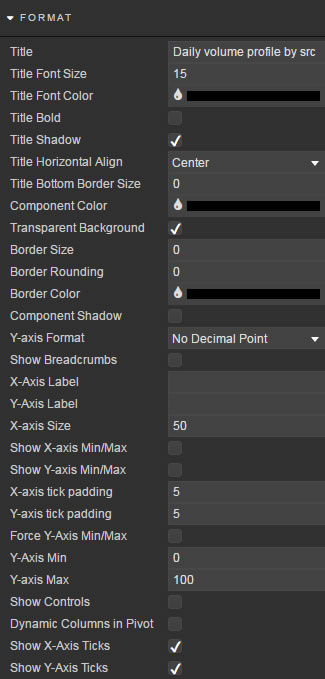 FORMAT
Title Daily volume profile by src
Title Font Size 15
Title Font Color
Title Bold
Title Shadow
Title Horizontal Align Center
Title Bottom Border Size 0
Component Color
Transparent Background
Border Size 0
Border Rounding 0
Border Color
Component Shadow
Y-axis Format No Decimal Point
Show Breadcrumbs
X-Axis Label
Y-Axis Label
X-axis Size 50
Show X-axis Min/Max
Show Y-axis Min/Max
X-axis tick padding 5
Y-axis tick padding 5
Force Y-Axis Min/Max
Y-Axis Min 0
Y-axis Max 100
Show Controls
Dynamic Columns in Pivot
Show X-Axis Ticks
Show Y-Axis Ticks